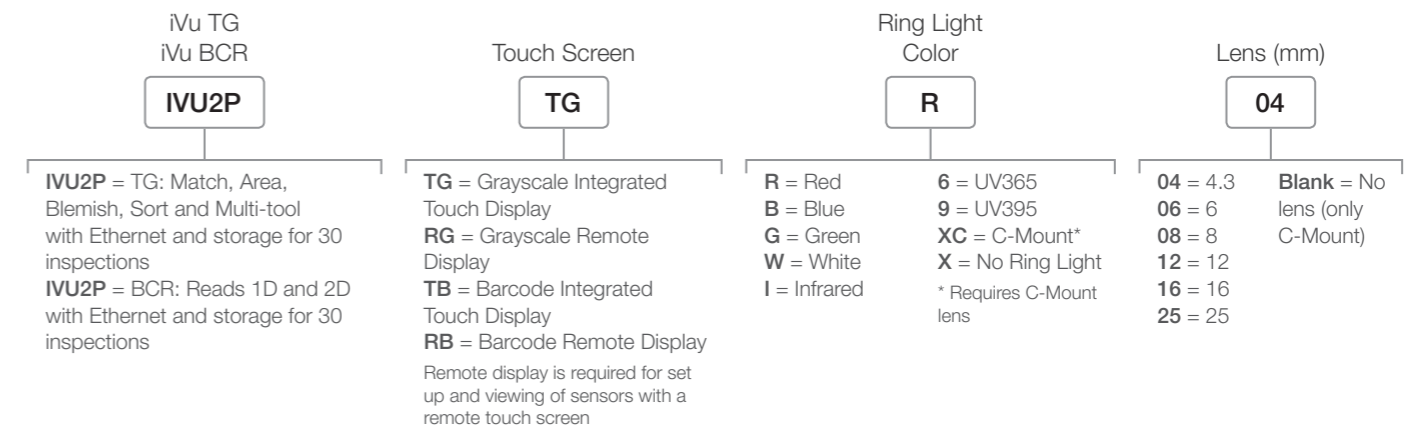 iVu TG
iVu BCR
IVU2P
IVU2P = TG: Match, Area,
Blemish, Sort and Multi-tool
with Ethernet and storage for 30
inspections
IVU2P = BCR: Reads 1D and 2D
with Ethernet and storage for 30
inspections
Touch Screen
TG
TG = Grayscale Integrated
Touch Display
RG = Grayscale Remote
Display
TB = Barcode Integrated
Touch Display
RB = Barcode Remote Display
Remote display is required for set
up and viewing of sensors with a
remote touch screen
Ring Light
Color
R
R = Red
B = Blue
G = Green
W = White
I = Infrared
6 = UV365
9 = UV395
XC = C-Mount*
X = No Ring Light
* Requires C-Mount
lens
Lens (mm)
04
04 = 4.3
06 = 6
08 = 8
12 = 12
16 = 16
25 = 25
Blank = No
lens (only
C-Mount)